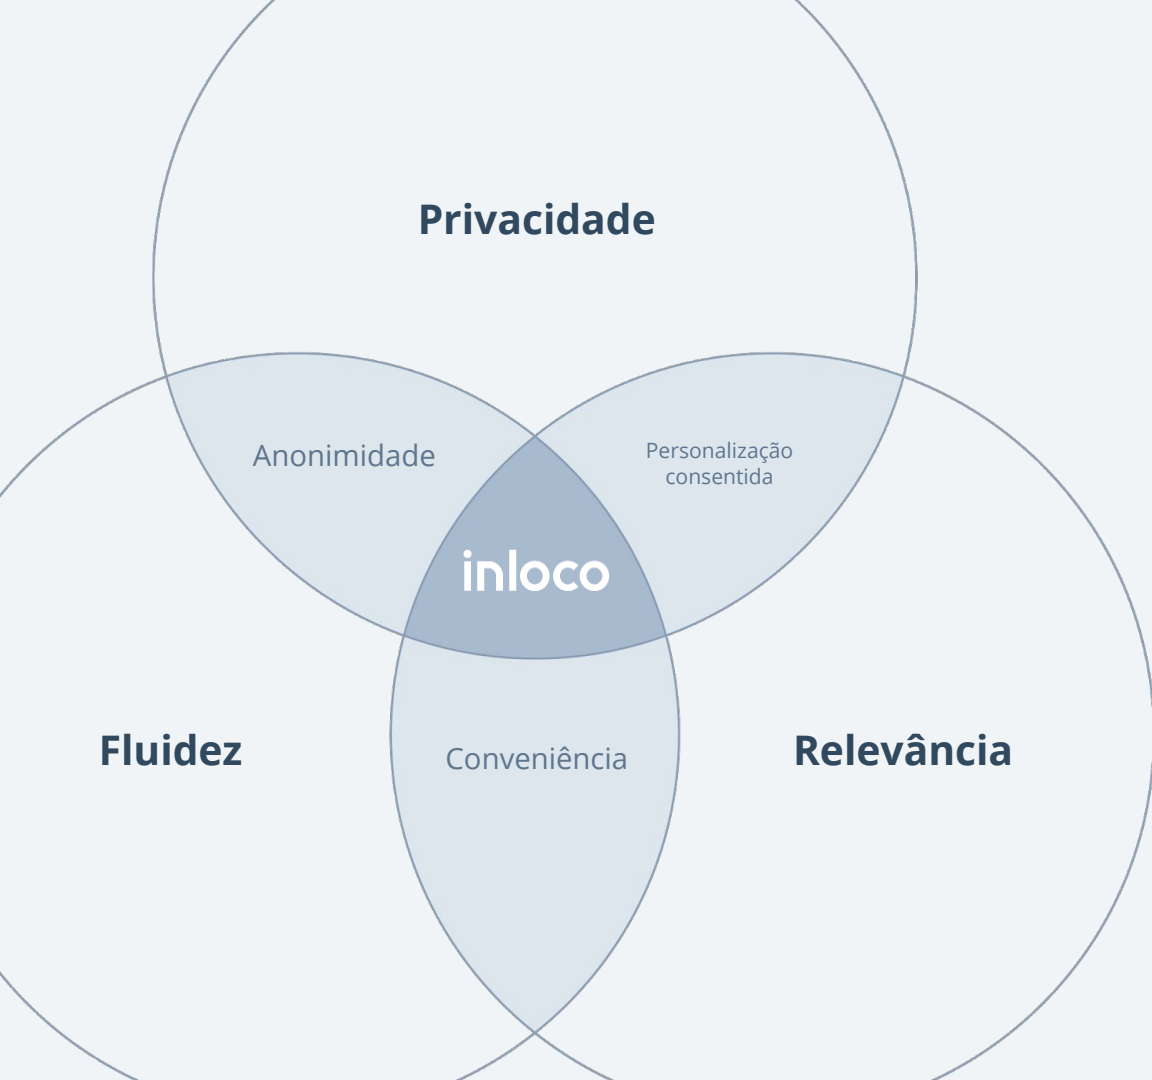 Privacidade
Anonimidade
Personalização
consentida
inloco
Fluidez
Conveniência
Relevância